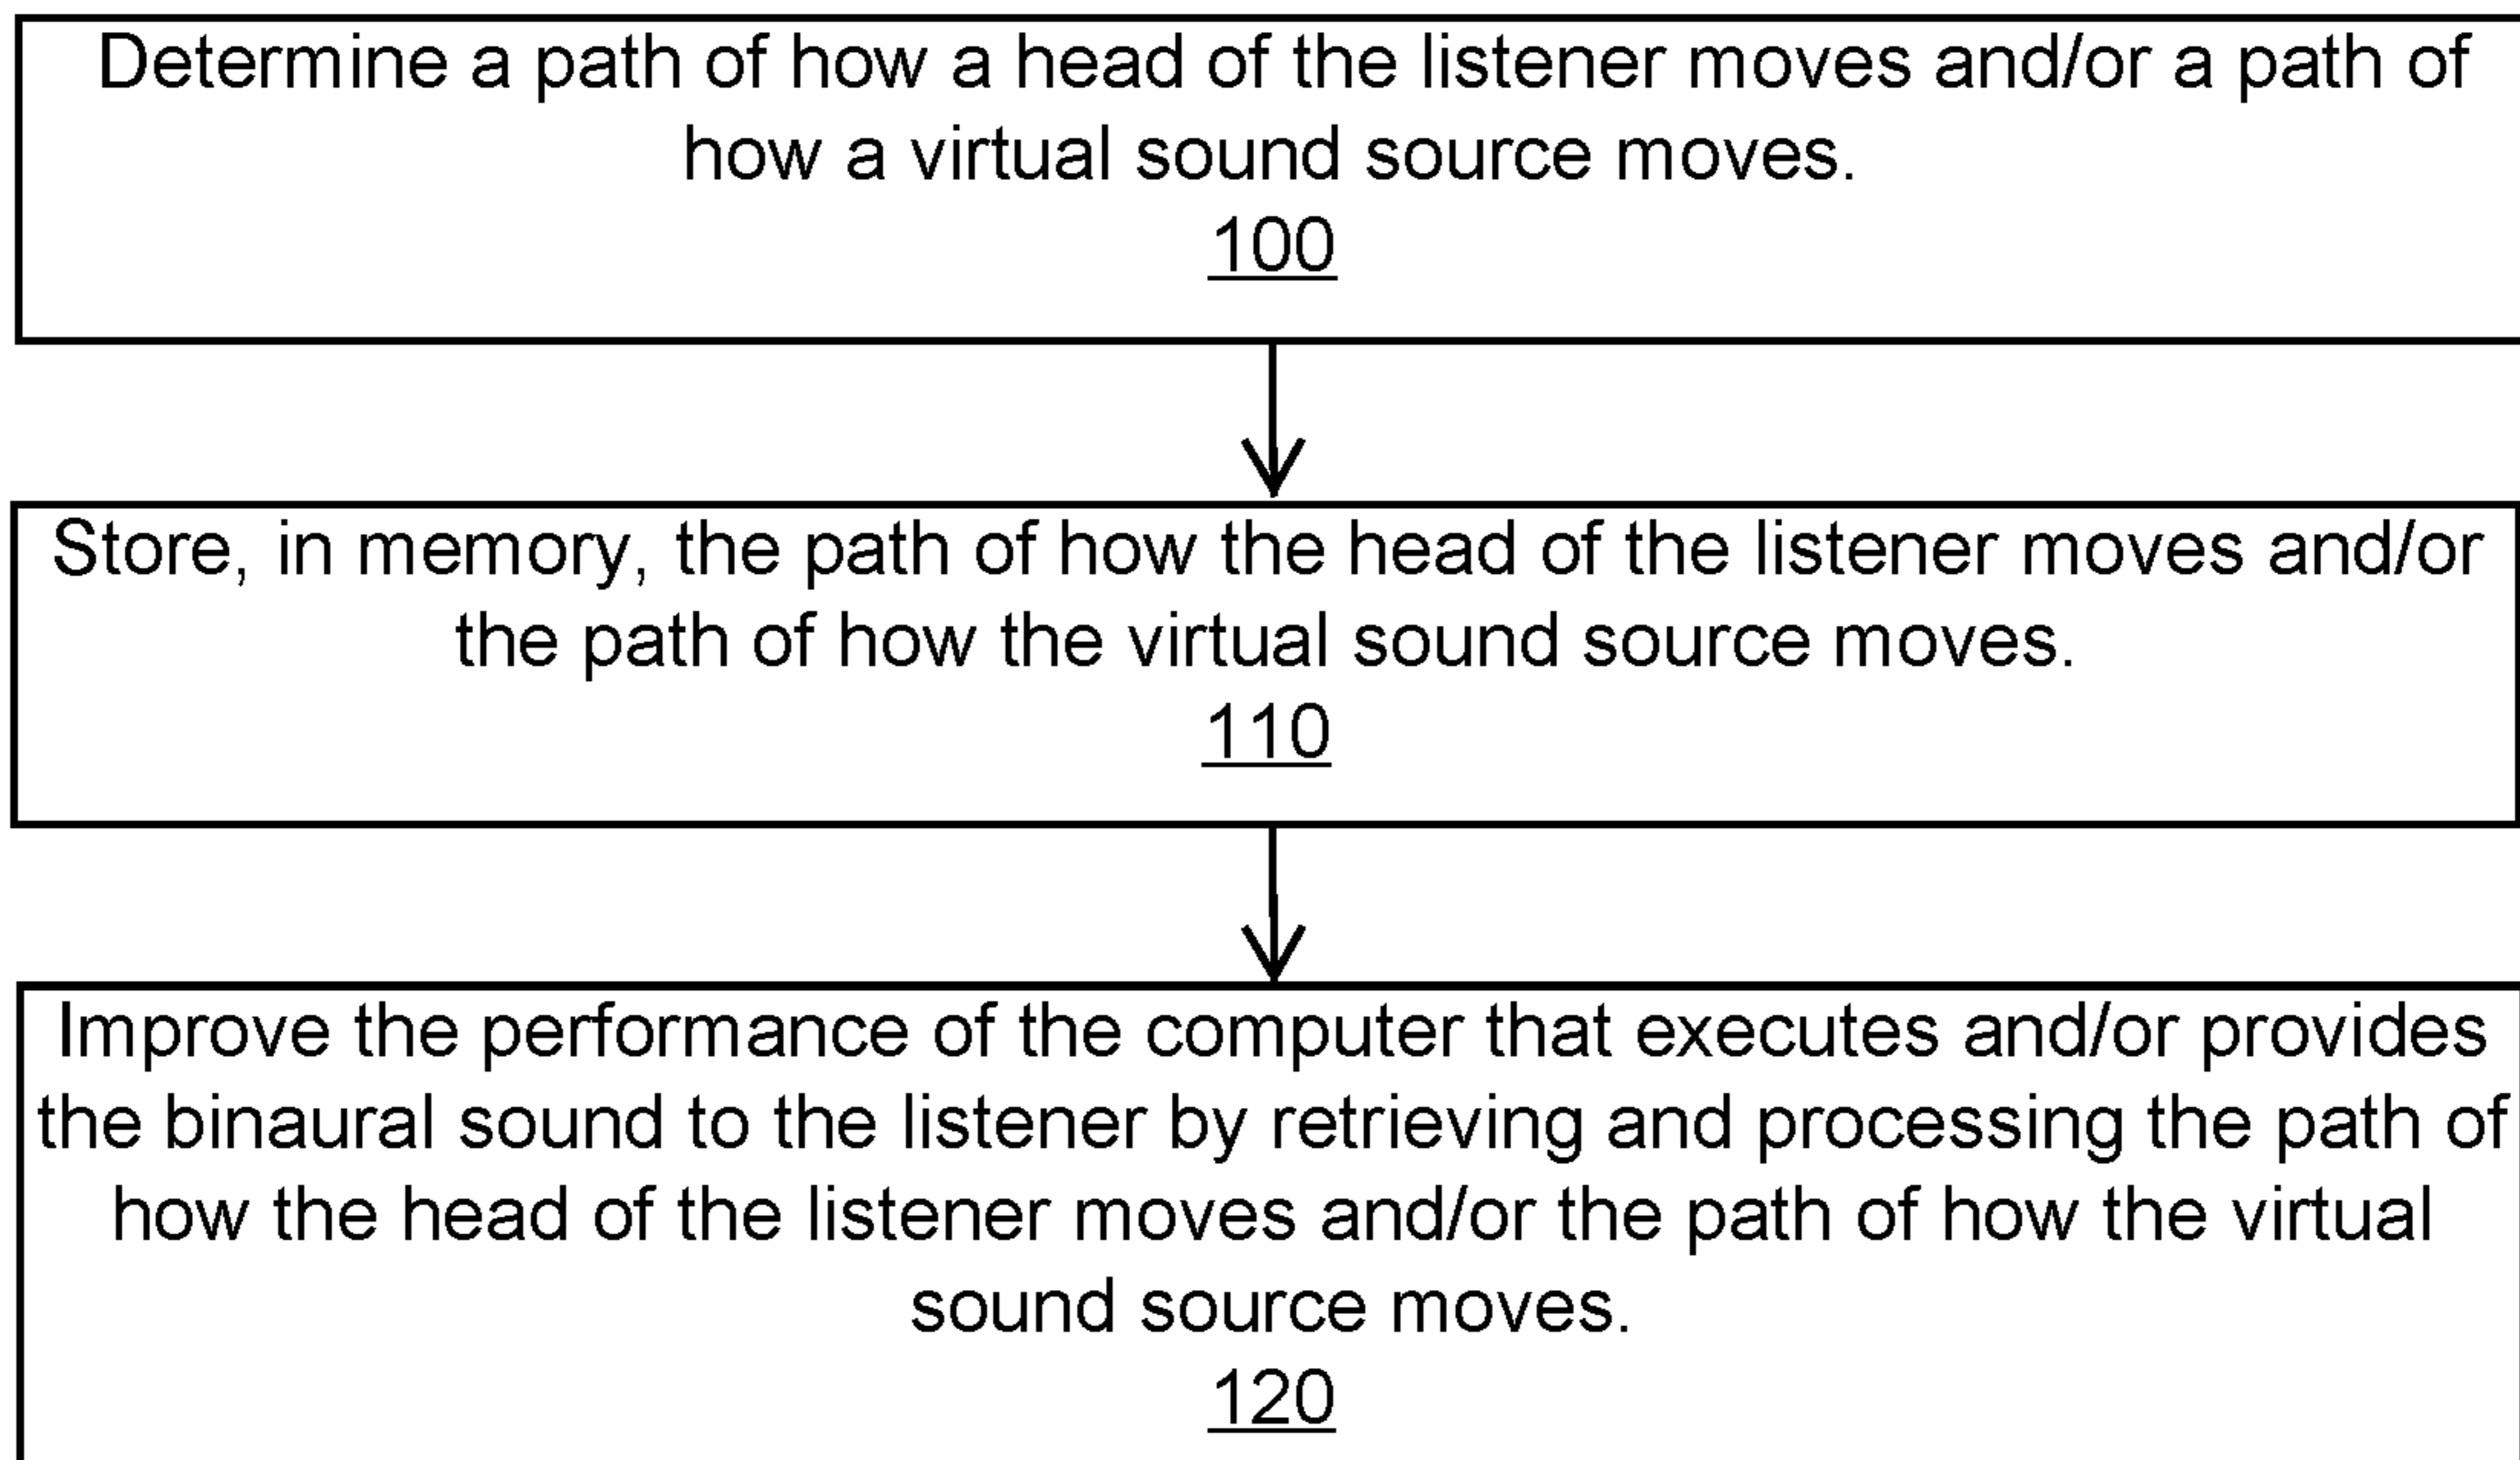 Determine a path of how a head of the listener moves and/or a path of
how a virtual sound source moves.
100
Store, in memory, the path of how the head of the listener moves and/or
the path of how the virtual sound source moves.
110
Improve the performance of the computer that executes and/or provides
the binaural sound to the listener by retrieving and processing the path of
how the head of the listener moves and/or the path of how the virtual
sound source moves.
120